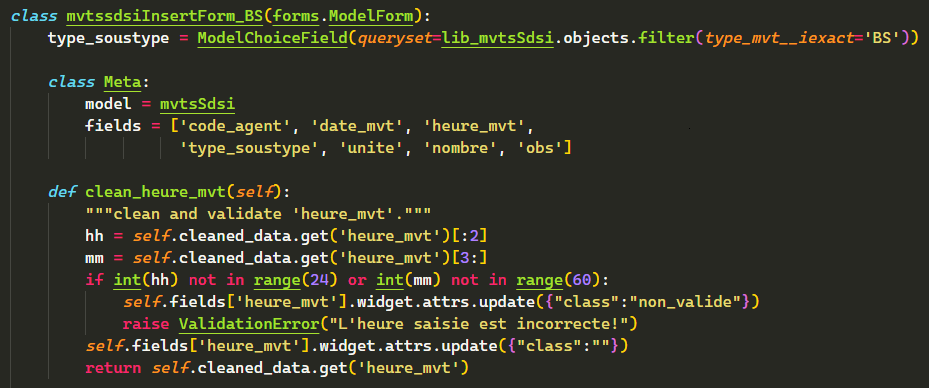 class mvtssdsiInsertForm_BS(forms.ModelForm):
type_soustype = ModelChoiceField(queryset=lib_mvtsSdsi.objects.filter(type_mvt__iexact='BS'))
class Meta:
model = mvtsSdsi
fields = ['code_agent', 'date_mvt', 'heure_mvt',
'type_soustype', 'unite', 'nombre', 'obs']
def clean_heure_mvt(self):
"""clean and validate 'heure_mvt'."""
hh = self.cleaned_data.get('heure_mvt')[:2]
mm = self.cleaned_data.get('heure_mvt')[3:]
if int(hh) not in range(24) or int(mm) not in range(60):
self.fields['heure_mvt'].widget.attrs.update({"class":"non_valide"})
raise ValidationError("L'heure saisie est incorrecte!")
self.fields['heure_mvt'].widget.attrs.update({"class":""})
return self.cleaned_data.get('heure_mvt')